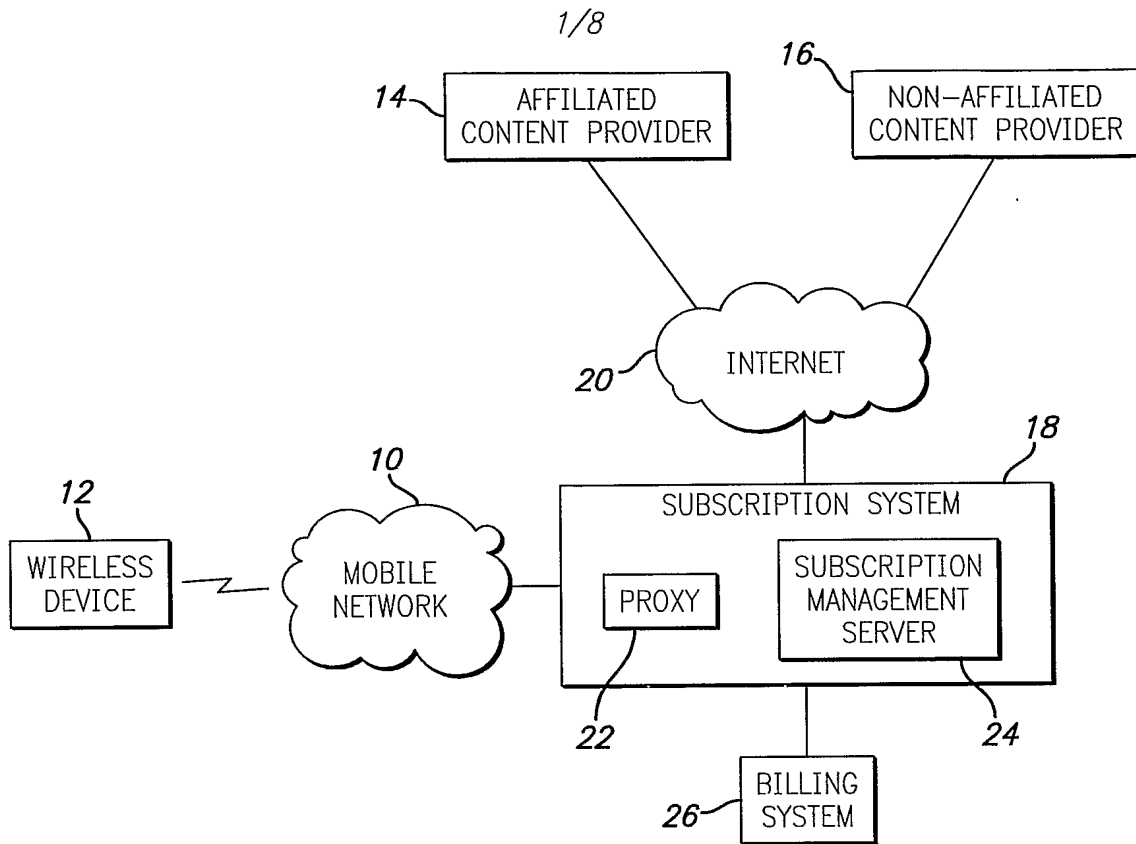 1/8
14
AFFILIATED
CONTENT PROVIDER
16
NON-AFFILIATED
CONTENT PROVIDER
20
INTERNET
12
WIRELESS
DEVICE
10
MOBILE
NETWORK
18
SUBSCRIPTION SYSTEM
PROXY
22
SUBSCRIPTION
MANAGEMENT
SERVER
24
26
BILLING
SYSTEM